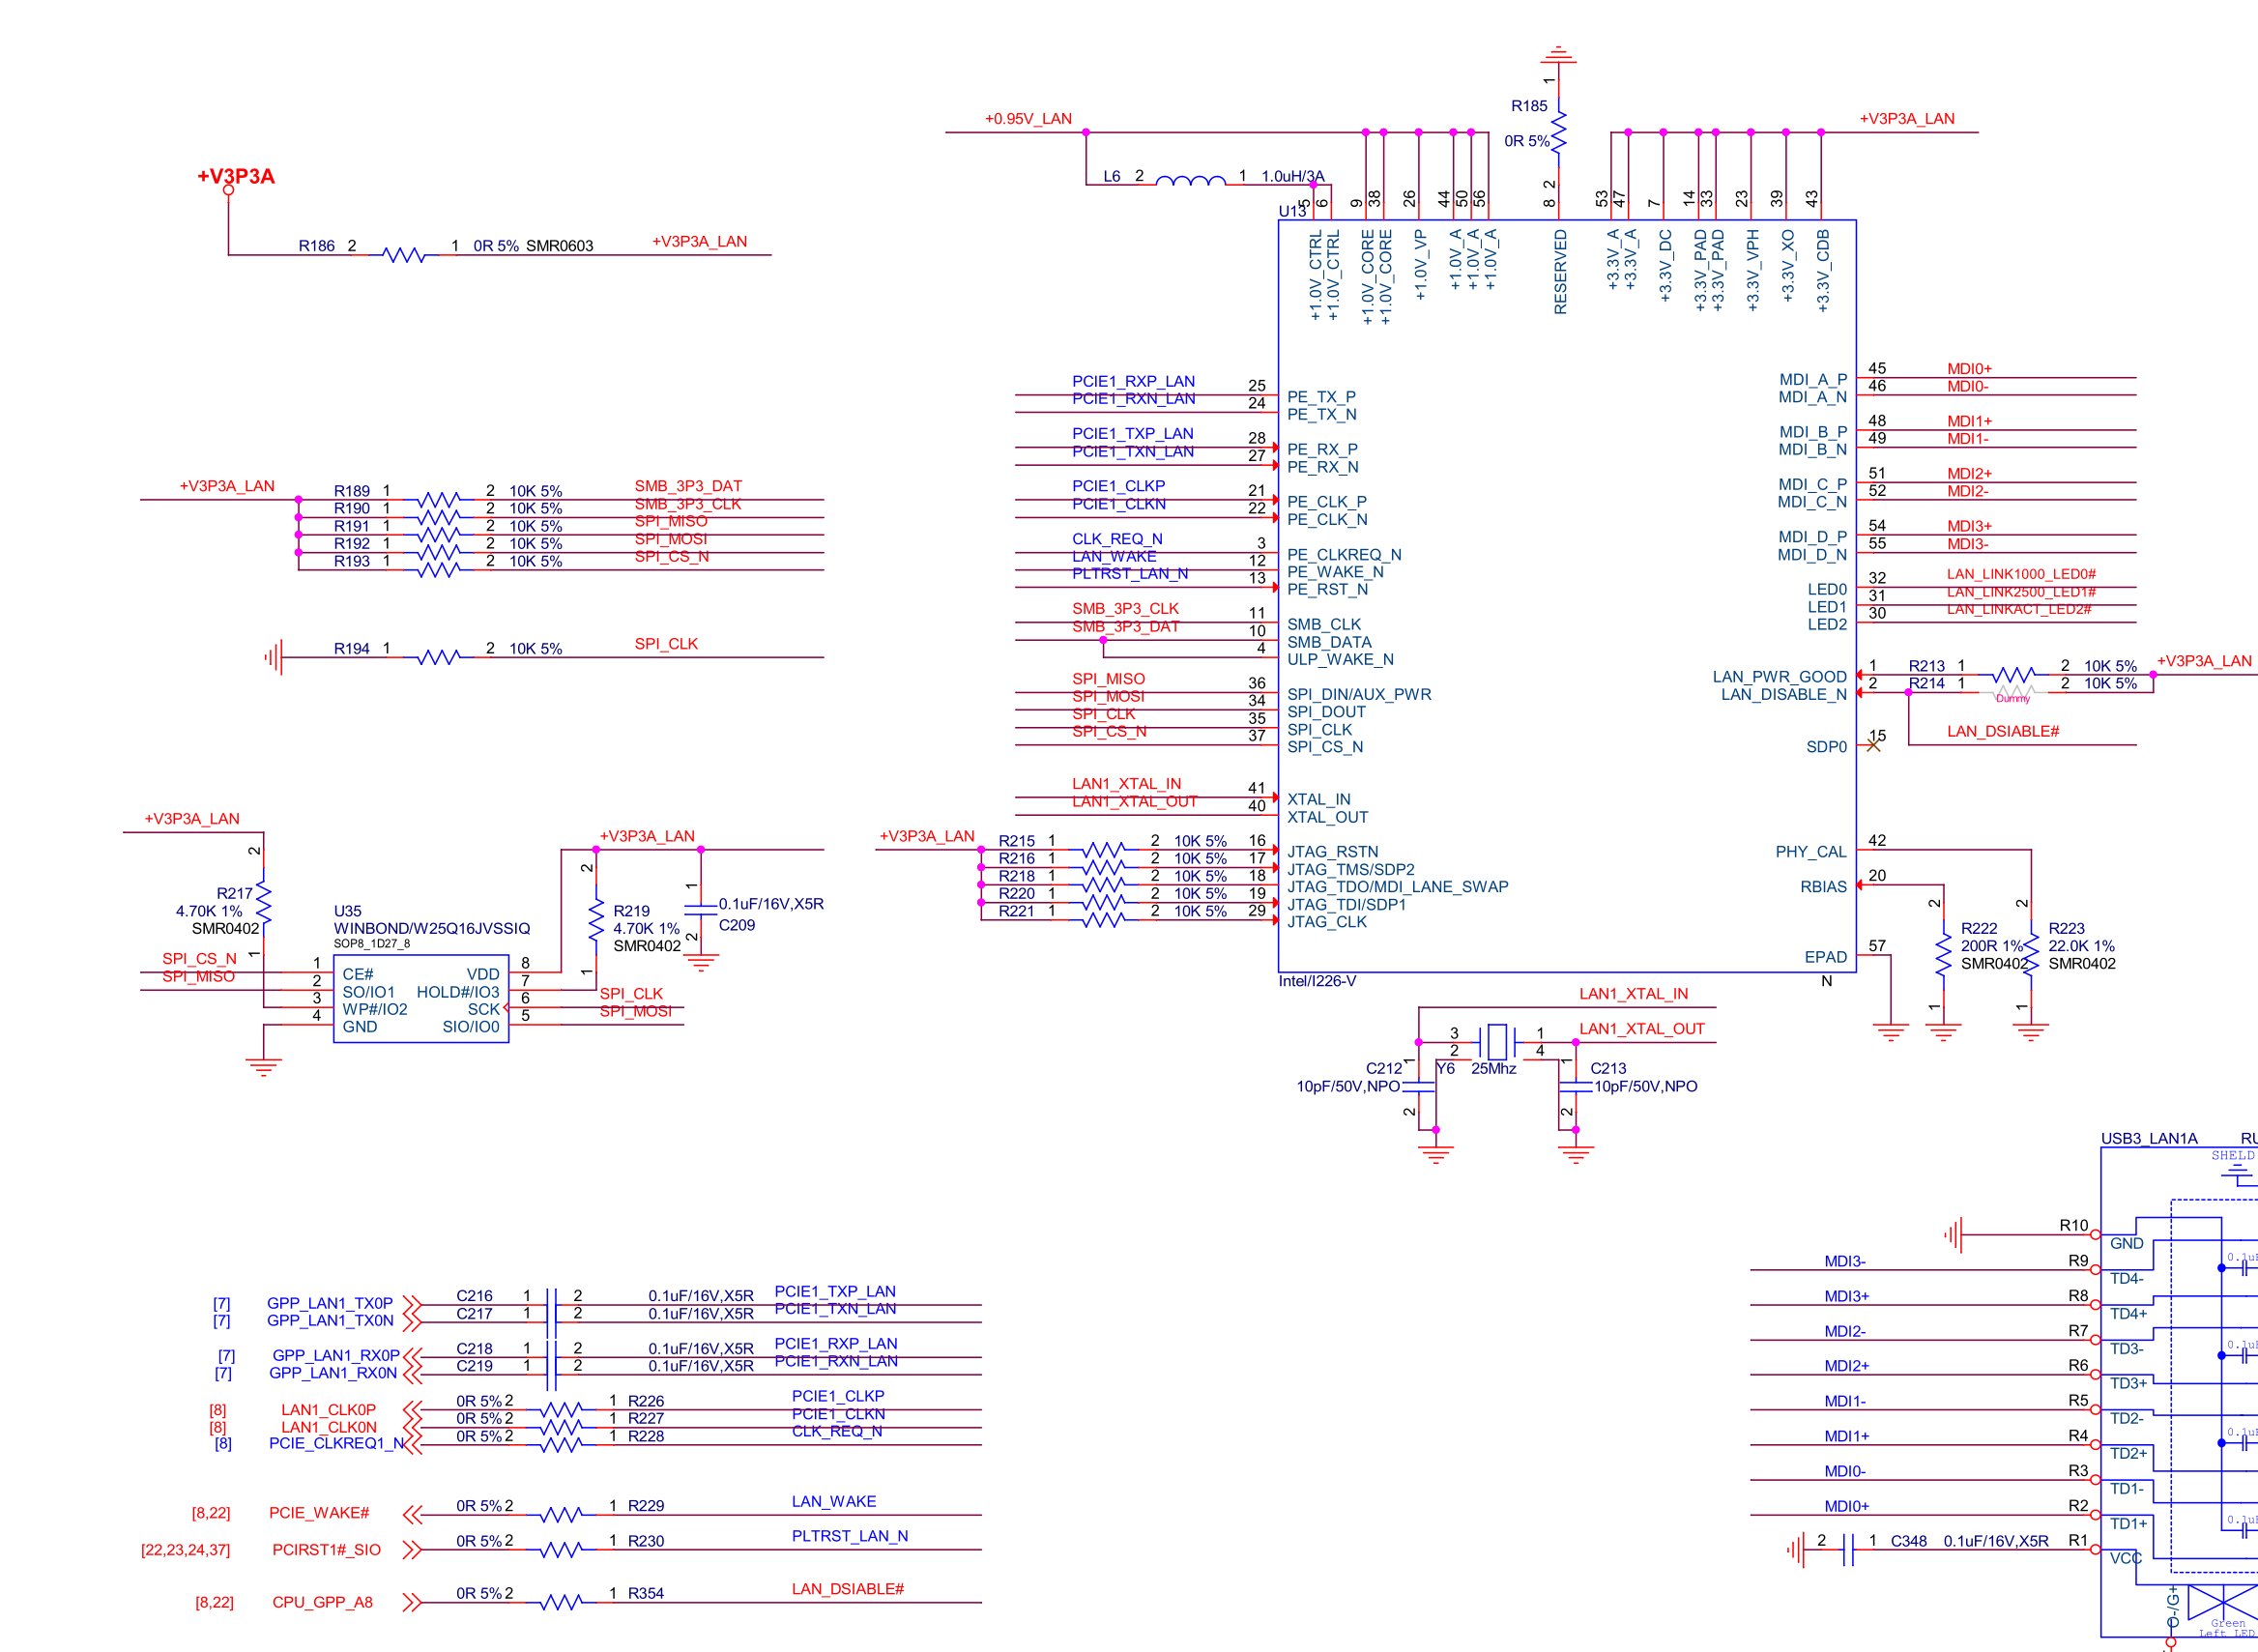 +V3P3A
R186 2 1 0R 5% SMR0603 +V3P3A_LAN
+V3P3A_LAN
R189 1 2 10K 5% SMB_3P3_DAT
R190 1 2 10K 5% SMB_3P3_CLK
R191 1 2 10K 5% SPI_MISO
R192 1 2 10K 5% SPI_MOSI
R193 1 2 10K 5% SPI_CS_N
R194 1 2 10K 5% SPI_CLK
+V3P3A_LAN
2
R217
4.70K 1%
SMR0402
1
U35
WINBOND/W25Q16JVSSIQ
SOP8_1D27_8
+V3P3A_LAN
2
R219
4.70K 1%
SMR0402
1
1
0.1uF/16V,X5R
C209
2
SPI_CS_N 1 CE# VDD 8
SPI_MISO 2 SO/IO1 HOLD#/IO3 7
3 WP#/IO2 SCK 6 SPI_CLK
4 GND SIO/IO0 5 SPI_MOSI
[7] GPP_LAN1_TX0P C216 1 2 0.1uF/16V,X5R PCIE1_TXP_LAN
[7] GPP_LAN1_TX0N C217 1 2 0.1uF/16V,X5R PCIE1_TXN_LAN
[7] GPP_LAN1_RX0P C218 1 2 0.1uF/16V,X5R PCIE1_RXP_LAN
[7] GPP_LAN1_RX0N C219 1 2 0.1uF/16V,X5R PCIE1_RXN_LAN
[8] LAN1_CLK0P 0R 5% 2 1 R226 PCIE1_CLKP
[8] LAN1_CLK0N 0R 5% 2 1 R227 PCIE1_CLKN
[8] PCIE_CLKREQ1_N 0R 5% 2 1 R228 CLK_REQ_N
[8,22] PCIE_WAKE# 0R 5% 2 1 R229 LAN_WAKE
[22,23,24,37] PCIRST1#_SIO 0R 5% 2 1 R230 PLTRST_LAN_N
[8,22] CPU_GPP_A8 0R 5% 2 1 R354 LAN_DSIABLE#
+0.95V_LAN
L6 2 1 1.0uH/3A
1
R185
0R 5%
2
+V3P3A_LAN
U13
5 6 9 38 26 44 50 56 8 53 47 7 14 33 23 39 43
+1.0V_CTRL
+1.0V_CTRL
+1.0V_CORE
+1.0V_CORE
+1.0V_VP
+1.0V_A
+1.0V_A
+1.0V_A
RESERVED
+3.3V_A
+3.3V_A
+3.3V_DC
+3.3V_PAD
+3.3V_PAD
+3.3V_VPH
+3.3V_XO
+3.3V_CDB
PCIE1_RXP_LAN 25 PE_TX_P
PCIE1_RXN_LAN 24 PE_TX_N
PCIE1_TXP_LAN 28 PE_RX_P
PCIE1_TXN_LAN 27 PE_RX_N
PCIE1_CLKP 21 PE_CLK_P
PCIE1_CLKN 22 PE_CLK_N
CLK_REQ_N 3 PE_CLKREQ_N
LAN_WAKE 12 PE_WAKE_N
PLTRST_LAN_N 13 PE_RST_N
SMB_3P3_CLK 11 SMB_CLK
SMB_3P3_DAT 10 SMB_DATA
4 ULP_WAKE_N
SPI_MISO 36 SPI_DIN/AUX_PWR
SPI_MOSI 34 SPI_DOUT
SPI_CLK 35 SPI_CLK
SPI_CS_N 37 SPI_CS_N
LAN1_XTAL_IN 41 XTAL_IN
LAN1_XTAL_OUT 40 XTAL_OUT
+V3P3A_LAN
R215 1 2 10K 5% 16 JTAG_RSTN
R216 1 2 10K 5% 17 JTAG_TMS/SDP2
R218 1 2 10K 5% 18 JTAG_TDO/MDI_LANE_SWAP
R220 1 2 10K 5% 19 JTAG_TDI/SDP1
R221 1 2 10K 5% 29 JTAG_CLK
MDI_A_P 45 MDI0+
MDI_A_N 46 MDI0-
MDI_B_P 48 MDI1+
MDI_B_N 49 MDI1-
MDI_C_P 51 MDI2+
MDI_C_N 52 MDI2-
MDI_D_P 54 MDI3+
MDI_D_N 55 MDI3-
LED0 32 LAN_LINK1000_LED0#
LED1 31 LAN_LINK2500_LED1#
LED2 30 LAN_LINKACT_LED2#
LAN_PWR_GOOD 1 R213 1 2 10K 5% +V3P3A_LAN
LAN_DISABLE_N 2 R214 1 2 10K 5%
Dummy
SDP0 15 LAN_DSIABLE#
PHY_CAL 42
RBIAS 20
2
R222
200R 1%
SMR0402
1
2
R223
22.0K 1%
SMR0402
1
EPAD 57
Intel/I226-V N
LAN1_XTAL_IN
3 1 LAN1_XTAL_OUT
2 4
Y6 25Mhz
1
C212
10pF/50V,NPO
2
1
C213
10pF/50V,NPO
2
USB3_LAN1A RU
SHELD
R10 GND
MDI3- R9 TD4-
MDI3+ R8 TD4+
MDI2- R7 TD3-
MDI2+ R6 TD3+
MDI1- R5 TD2-
MDI1+ R4 TD2+
MDI0- R3 TD1-
MDI0+ R2 TD1+
2 1 C348 0.1uF/16V,X5R R1 VCC
0.1uF
0.1uF
0.1uF
0.1uF
O-/G+
Green
Left LED